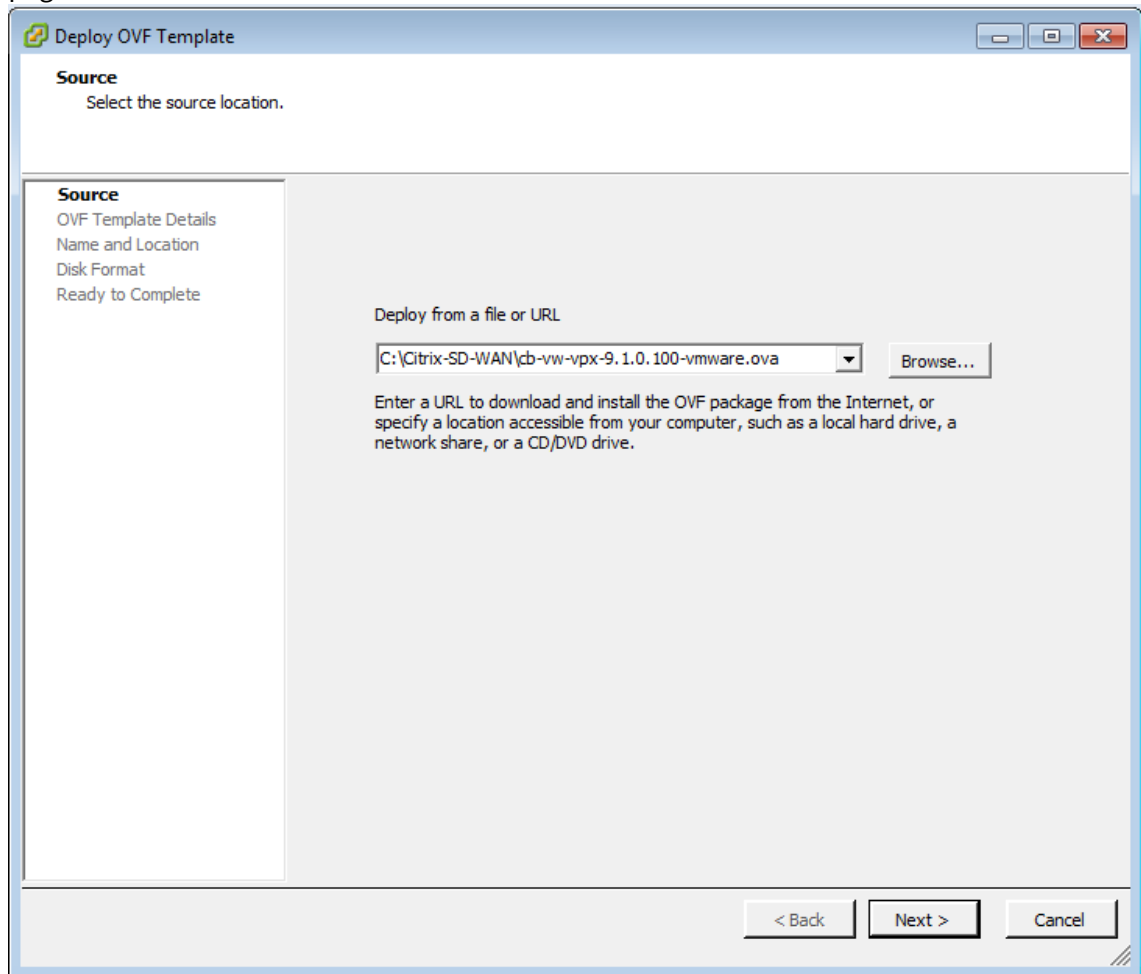 Deploy OVF Template
Source
Select the source location.
Source
OVF Template Details
Name and Location
Disk Format
Ready to Complete
Deploy from a file or URL
C:\Citrix-SD-WAN\cb-vw-vpx-9.1.0.100-vmware.ova
Browse...
Enter a URL to download and install the OVF package from the Internet, or
specify a location accessible from your computer, such as a local hard drive, a
network share, or a CD/DVD drive.
< Back
Next >
Cancel